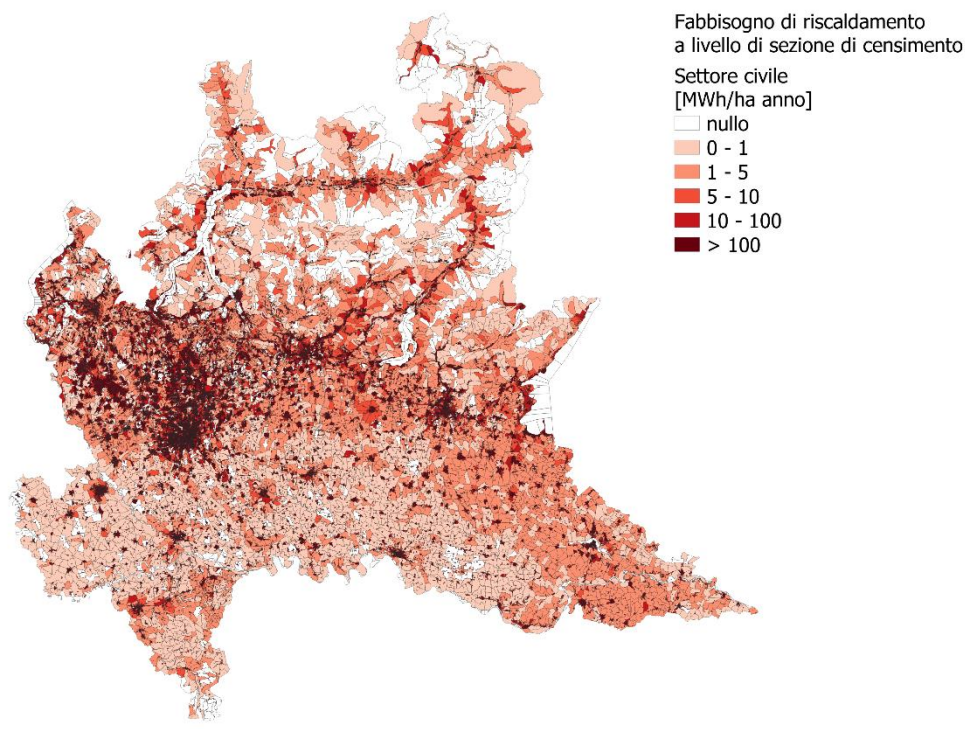 Fabbisogno di riscaldamento
a livello di sezione di censimento
Settore civile
[MWh/ha anno]
nullo
0 - 1
1 - 5
5 - 10
10 - 100
> 100